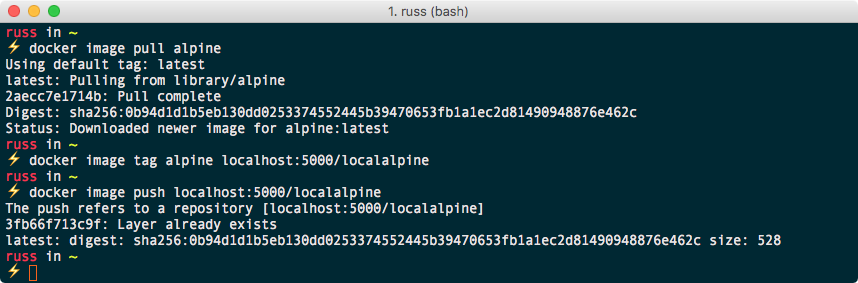 1. russ (bash)
russ in ~
⚡ docker image pull alpine
Using default tag: latest
latest: Pulling from library/alpine
2aecc7e1714b: Pull complete
Digest: sha256:0b94d1d1b5eb130dd0253374552445b39470653fb1a1ec2d81490948876e462c
Status: Downloaded newer image for alpine:latest
russ in ~
⚡ docker image tag alpine localhost:5000/localalpine
russ in ~
⚡ docker image push localhost:5000/localalpine
The push refers to a repository [localhost:5000/localalpine]
3fb66f713c9f: Layer already exists
latest: digest: sha256:0b94d1d1b5eb130dd0253374552445b39470653fb1a1ec2d81490948876e462c size: 528
russ in ~
⚡